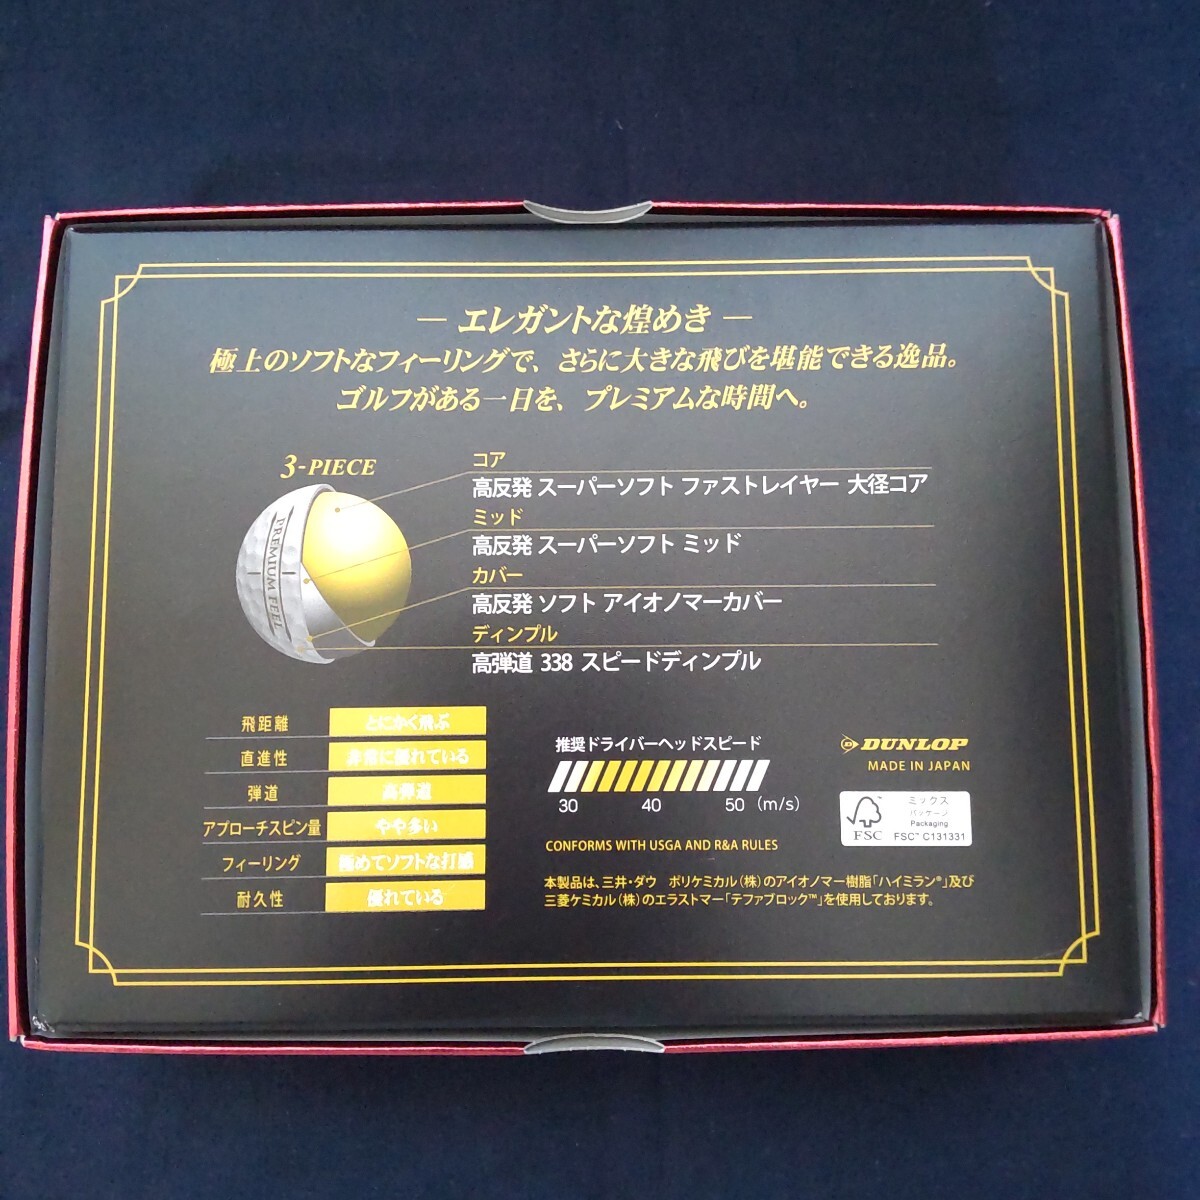 — エレガントな煌めき —
極上のソフトなフィーリングで、さらに大きな飛びを堪能できる逸品。
ゴルフがある一日を、プレミアムな時間へ。
3-PIECE
PREMIUM FEEL
コア
高反発 スーパーソフト ファストレイヤー 大径コア
ミッド
高反発 スーパーソフト ミッド
カバー
高反発 ソフト アイオノマーカバー
ディンプル
高弾道 338 スピードディンプル
飛距離 とにかく飛ぶ
直進性 非常に優れている
弾道 高弾道
アプローチスピン量 やや多い
フィーリング 極めてソフトな打感
耐久性 優れている
推奨ドライバーヘッドスピード
30 40 50 (m/s)
CONFORMS WITH USGA AND R&A RULES
本製品は、三井・ダウ ポリケミカル(株)のアイオノマー樹脂「ハイミラン®」及び
三菱ケミカル(株)のエラストマー「テファブロック™」を使用しております。
DUNLOP
MADE IN JAPAN
FSC
ミックス
パッケージ
Packaging
FSC™ C131331